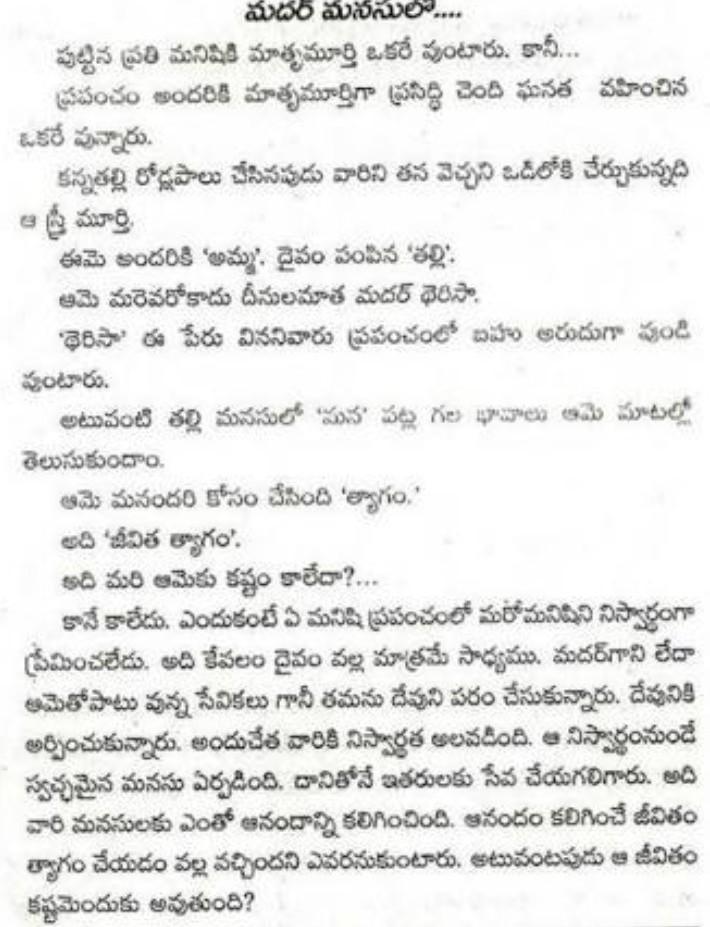 మదర్ మనసులో....
పుట్టిన ప్రతి మనిషికి మాతృమూర్తి ఒకరే వుంటారు. కానీ...
ప్రపంచం అందరికి మాతృమూర్తిగా ప్రసిద్ధి చెంది ఘనత వహించిన
ఒకరే వున్నారు.
కన్నతల్లి రోడ్లపాలు చేసినపుడు వారిని తన వెచ్చని ఒడిలోకి చేర్చుకున్నది
ఆ స్త్రీ మూర్తి.
ఈమె అందరికి 'అమ్మ'. దైవం పంపిన 'తల్లి'.
ఆమె మరెవరోకాదు దీనులమాత మదర్ థెరిసా.
'థెరిసా' ఈ పేరు విననివారు ప్రపంచంలో బహు అరుదుగా వుండి
వుంటారు.
అటువంటి తల్లి మనసులో 'మన' పట్ల గల భావాలు ఆమె మాటల్లో
తెలుసుకుందాం.
ఆమె మనందరి కోసం చేసింది 'త్యాగం.'
అది 'జీవిత త్యాగం'.
అది మరి ఆమెకు కష్టం కాలేదా?...
కానే కాలేదు. ఎందుకంటే ఏ మనిషి ప్రపంచంలో మరోమనిషిని నిస్వార్థంగా
ప్రేమించలేదు. అది కేవలం దైవం వల్ల మాత్రమే సాధ్యము. మదర్‌గాని లేదా
ఆమెతోపాటు వున్న సేవికలు గానీ తమను దేవుని పరం చేసుకున్నారు. దేవునికి
అర్పించుకున్నారు. అందుచేత వారికి నిస్వార్థత అలవడింది. ఆ నిస్వార్థంనుండే
స్వచ్ఛమైన మనసు ఏర్పడింది. దానితోనే ఇతరులకు సేవ చేయగలిగారు. అది
వారి మనసులకు ఎంతో ఆనందాన్ని కలిగించింది. ఆనందం కలిగించే జీవితం
త్యాగం చేయడం వల్ల వచ్చిందని ఎవరనుకుంటారు. అటువంటపుడు ఆ జీవితం
కష్టమెందుకు అవుతుంది?